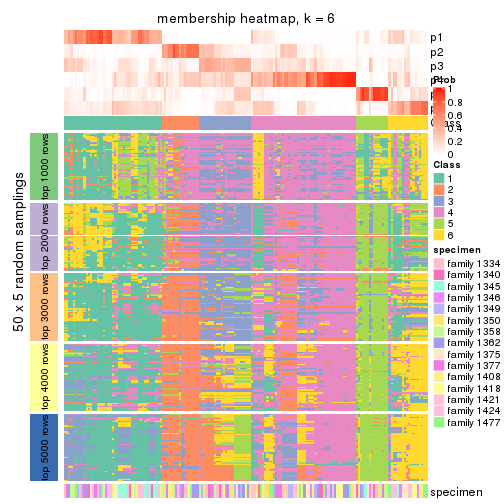 membership heatmap, k = 6
p1
p2
p3
Prob
1
0.8
0.6
0.4
0.2
0
Class
1
2
3
4
5
6
specimen
family 1334
family 1340
family 1345
family 1346
family 1349
family 1350
family 1358
family 1362
family 1375
family 1377
family 1408
family 1418
family 1421
family 1424
family 1477
50 x 5 random samplings
top 1000 rows
top 2000 rows
top 3000 rows
top 4000 rows
top 5000 rows
specimen